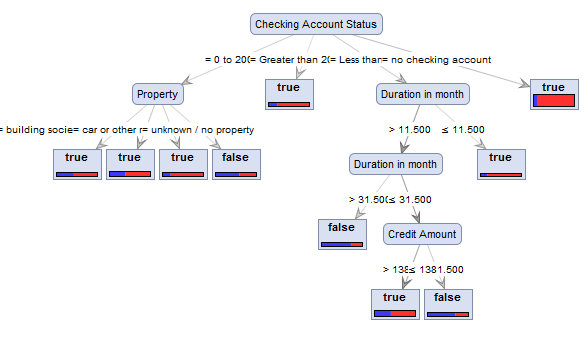 Checking Account Status
= 0 to 20(= Greater than 2(= Less than= no checking account
Property
true
Duration in month
true
= building socie= car or other r= unknown / no property
> 11.500
≤ 11.500
true
true
true
false
Duration in month
true
> 31.50(≤ 31.500
false
Credit Amount
> 138≤ 1381.500
true
false